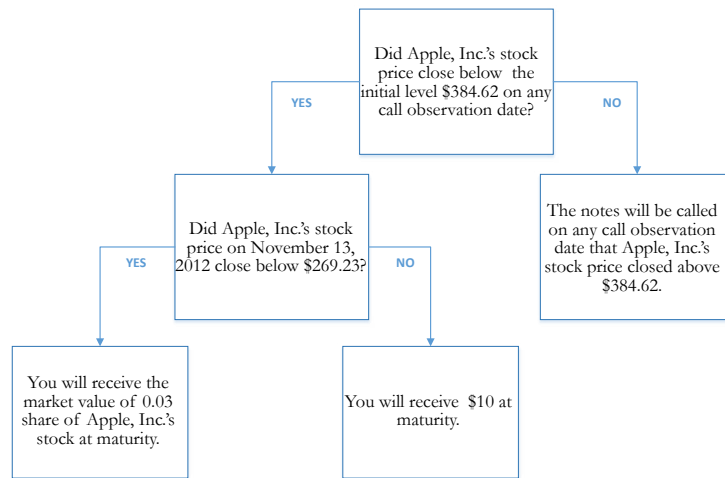 Did Apple, Inc.'s stock
price close below the
initial level $384.62 on any
call observation date?
YES
NO
Did Apple, Inc.'s stock
price on November 13,
2012 close below $269.23?
The notes will be called
on any call observation
date that Apple, Inc.'s
stock price closed above
$384.62.
YES
NO
You will receive the
market value of 0.03
share of Apple, Inc.'s
stock at maturity.
You will receive $10 at
maturity.